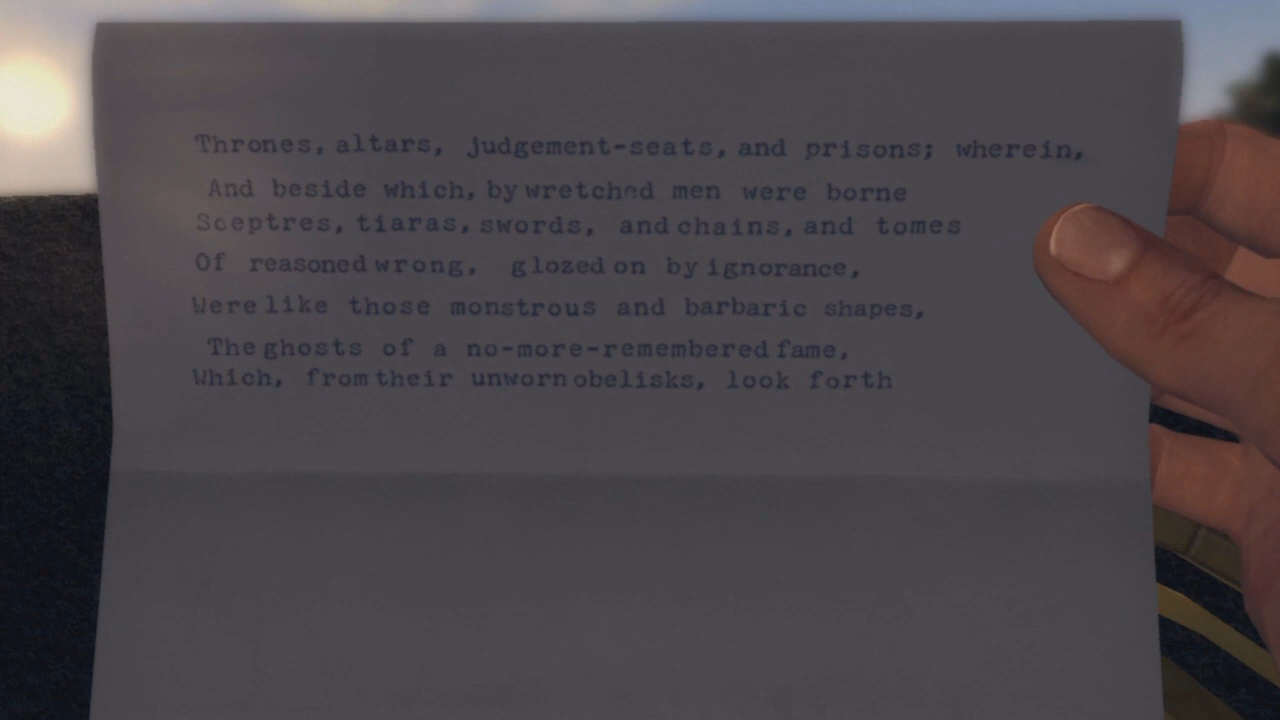 Thrones, altars, judgement-seats, and prisons; wherein,
And beside which, by wretched men were borne
Sceptres, tiaras, swords, and chains, and tomes
Of reasoned wrong, glozed on by ignorance,
Were like those monstrous and barbaric shapes,
The ghosts of a no-more-remembered fame,
Which, from their unworn obelisks, look forth